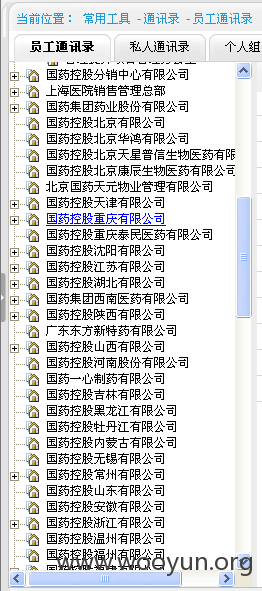 当前位置： 常用工具 - 通讯录 - 员工通讯录
员工通讯录 私人通讯录 个人组
国药控股分销中心有限公司
上海医院销售管理总部
国药集团药业股份有限公司
国药控股北京有限公司
国药控股北京华鸿有限公司
国药控股北京天星普信生物医药有限
国药控股北京康辰生物医药有限公司
北京国药天元物业管理有限公司
国药控股天津有限公司
国药控股重庆有限公司
国药控股重庆泰民医药有限公司
国药控股沈阳有限公司
国药控股江苏有限公司
国药控股湖北有限公司
国药集团西南医药有限公司
国药控股陕西有限公司
广东东方新特药有限公司
国药控股山西有限公司
国药控股河南股份有限公司
国药一心制药有限公司
国药控股吉林有限公司
国药控股黑龙江有限公司
国药控股牡丹江有限公司
国药控股内蒙古有限公司
国药控股无锡有限公司
国药控股常州有限公司
国药控股山东有限公司
国药控股安徽有限公司
国药控股浙江有限公司
国药控股温州有限公司
国药控股福州有限公司
www.wooyun.org